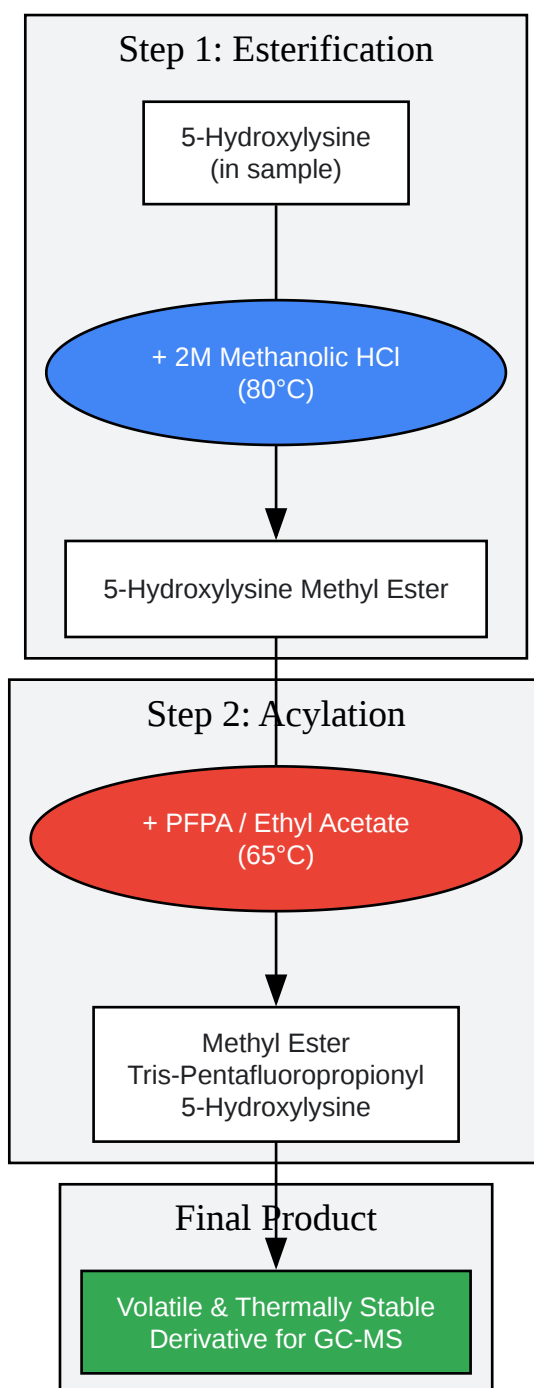 Step 1: Esterification
5-Hydroxylysine
(in sample)
+ 2M Methanolic HCl
(80°C)
5-Hydroxylysine Methyl Ester
Step 2: Acylation
+ PFPA / Ethyl Acetate
(65°C)
Methyl Ester
Tris-Pentafluoropropionyl
5-Hydroxylysine
Final Product
Volatile & Thermally Stable
Derivative for GC-MS